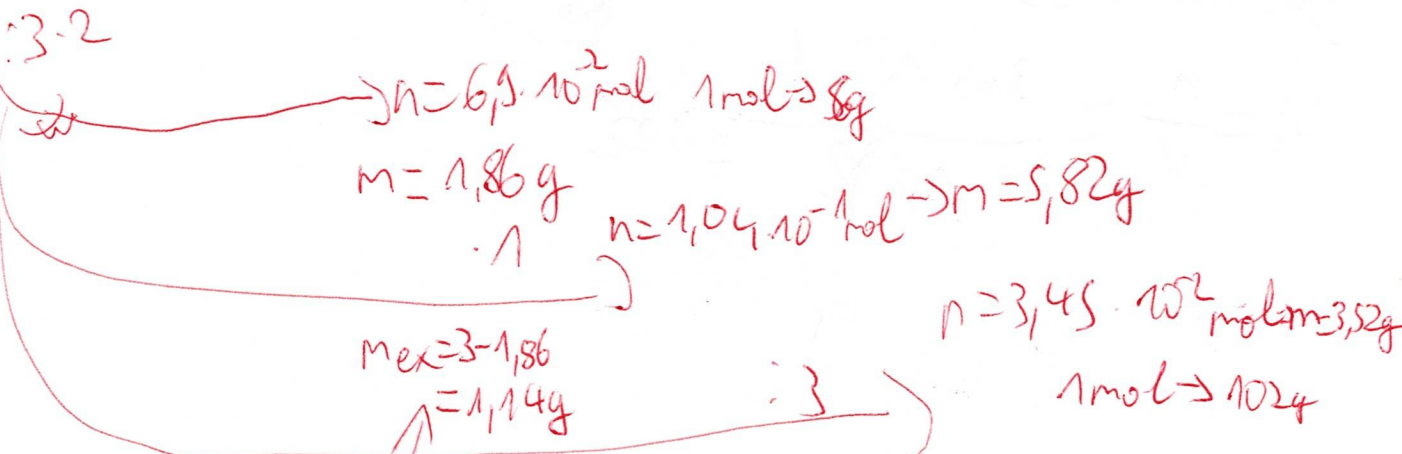 :3·2
n=6,9·10⁻²mol 1mol→ g
m=1,86g
n=1,04·10⁻¹mol→m=5,82g
·1
n=3,45·10⁻²mol→m=3,52g
mex=3-1,86
=1,14g
:3
1mol→102g